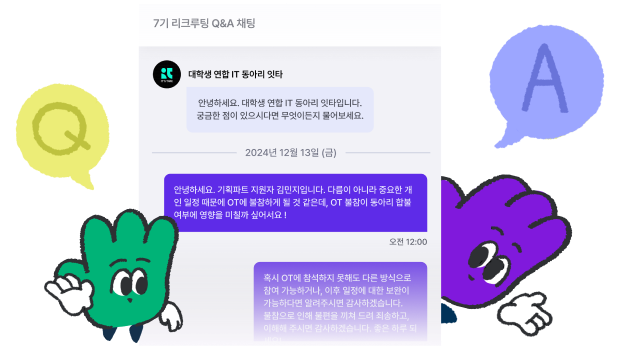 7기 리크루팅 Q&A 채팅
대학생 연합 IT 동아리 잇타
안녕하세요. 대학생 연합 IT 동아리 잇타입니다.
궁금한 점이 있으시다면 무엇이든지 물어보세요.
2024년 12월 13일 (금)
안녕하세요. 기획파트 지원자 김민지입니다. 다름이 아니라 중요한 개
인 일정 때문에 OT에 불참하게 될 것 같은데, OT 불참이 동아리 합불
여부에 영향을 미칠까 싶어서요 !
오전 12:00
혹시 OT에 참석하지 못해도 다른 방식으로
참여 가능하거나, 이후 일정에 대한 보완이
가능하다면 알려주시면 감사하겠습니다.
불참으로 인해 불편을 끼쳐 드려 죄송하고,
이해해 주시면 감사하겠습니다. 좋은 하루 되
Q
A